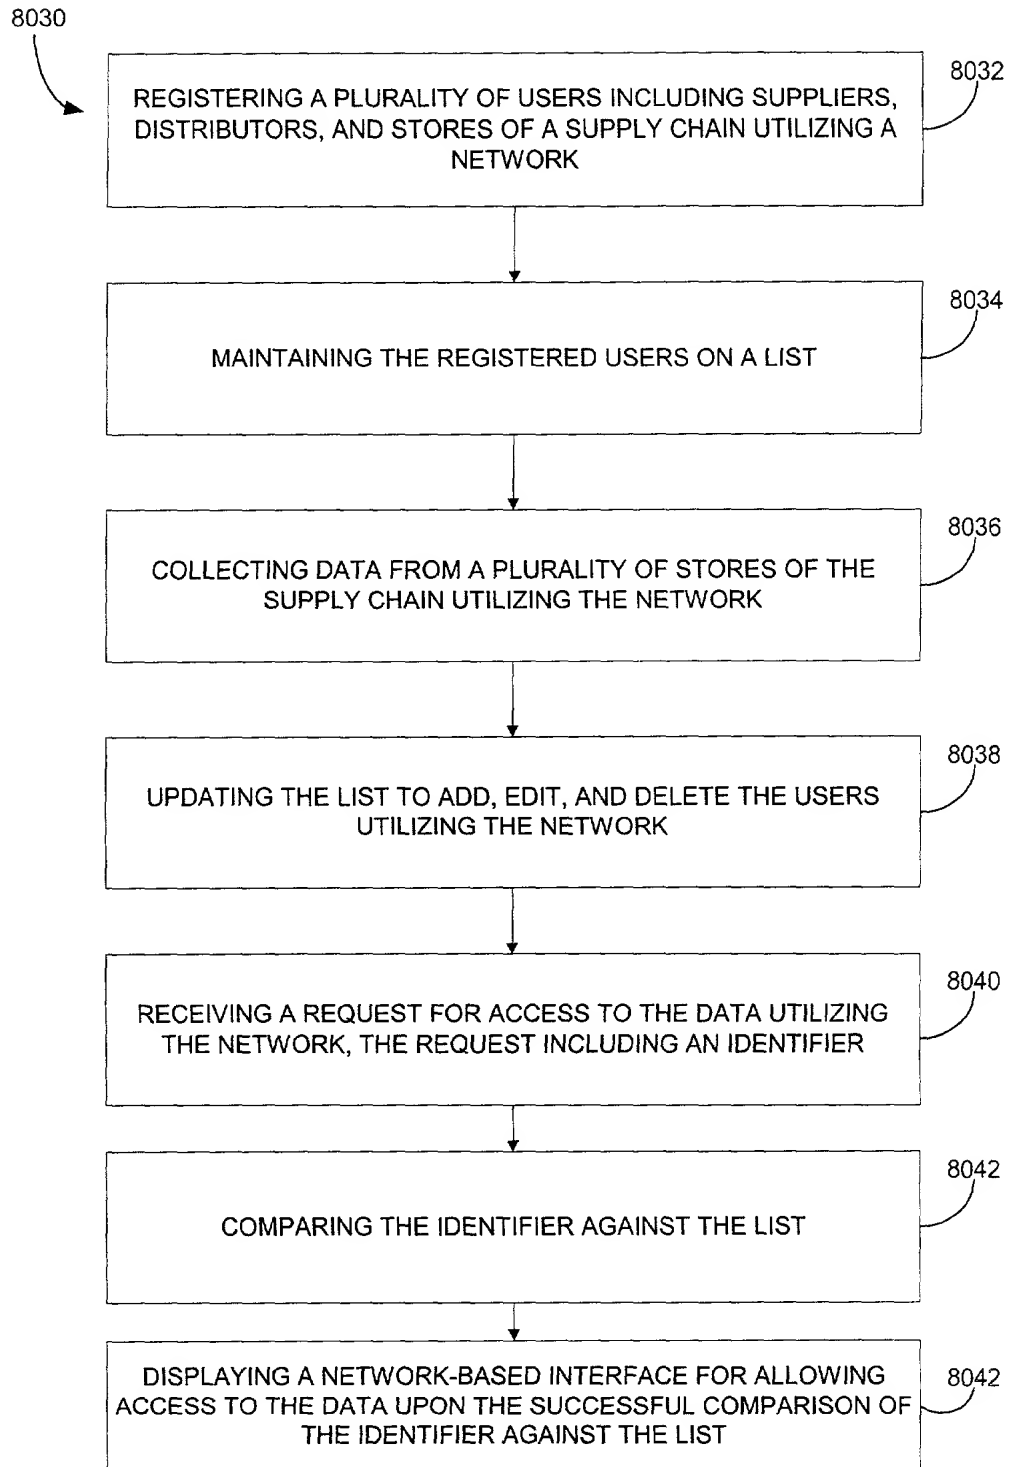 8030
8032
REGISTERING A PLURALITY OF USERS INCLUDING SUPPLIERS,
DISTRIBUTORS, AND STORES OF A SUPPLY CHAIN UTILIZING A
NETWORK
8034
MAINTAINING THE REGISTERED USERS ON A LIST
8036
COLLECTING DATA FROM A PLURALITY OF STORES OF THE
SUPPLY CHAIN UTILIZING THE NETWORK
8038
UPDATING THE LIST TO ADD, EDIT, AND DELETE THE USERS
UTILIZING THE NETWORK
8040
RECEIVING A REQUEST FOR ACCESS TO THE DATA UTILIZING
THE NETWORK, THE REQUEST INCLUDING AN IDENTIFIER
8042
COMPARING THE IDENTIFIER AGAINST THE LIST
8042
DISPLAYING A NETWORK-BASED INTERFACE FOR ALLOWING
ACCESS TO THE DATA UPON THE SUCCESSFUL COMPARISON OF
THE IDENTIFIER AGAINST THE LIST